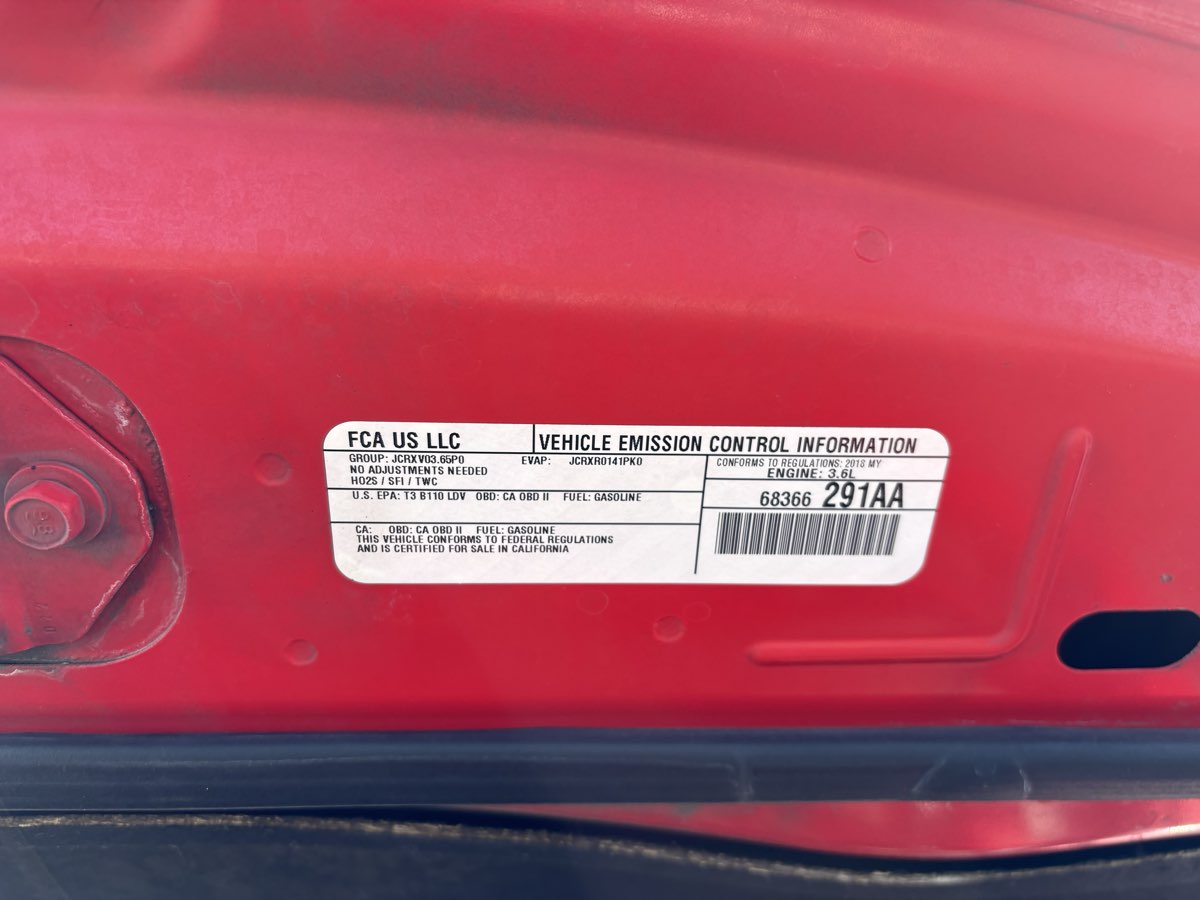 FCA US LLC
VEHICLE EMISSION CONTROL INFORMATION
GROUP: JCRXV03.65P0 EVAP: JCRXR0141PK0
NO ADJUSTMENTS NEEDED
HO2S / SFI / TWC
CONFORMS TO REGULATIONS: 2018 MY
ENGINE: 3.6L
U.S. EPA: T3 B110 LDV OBD: CA OBD II FUEL: GASOLINE
68366 291AA
CA: OBD: CA OBD II FUEL: GASOLINE
THIS VEHICLE CONFORMS TO FEDERAL REGULATIONS
AND IS CERTIFIED FOR SALE IN CALIFORNIA